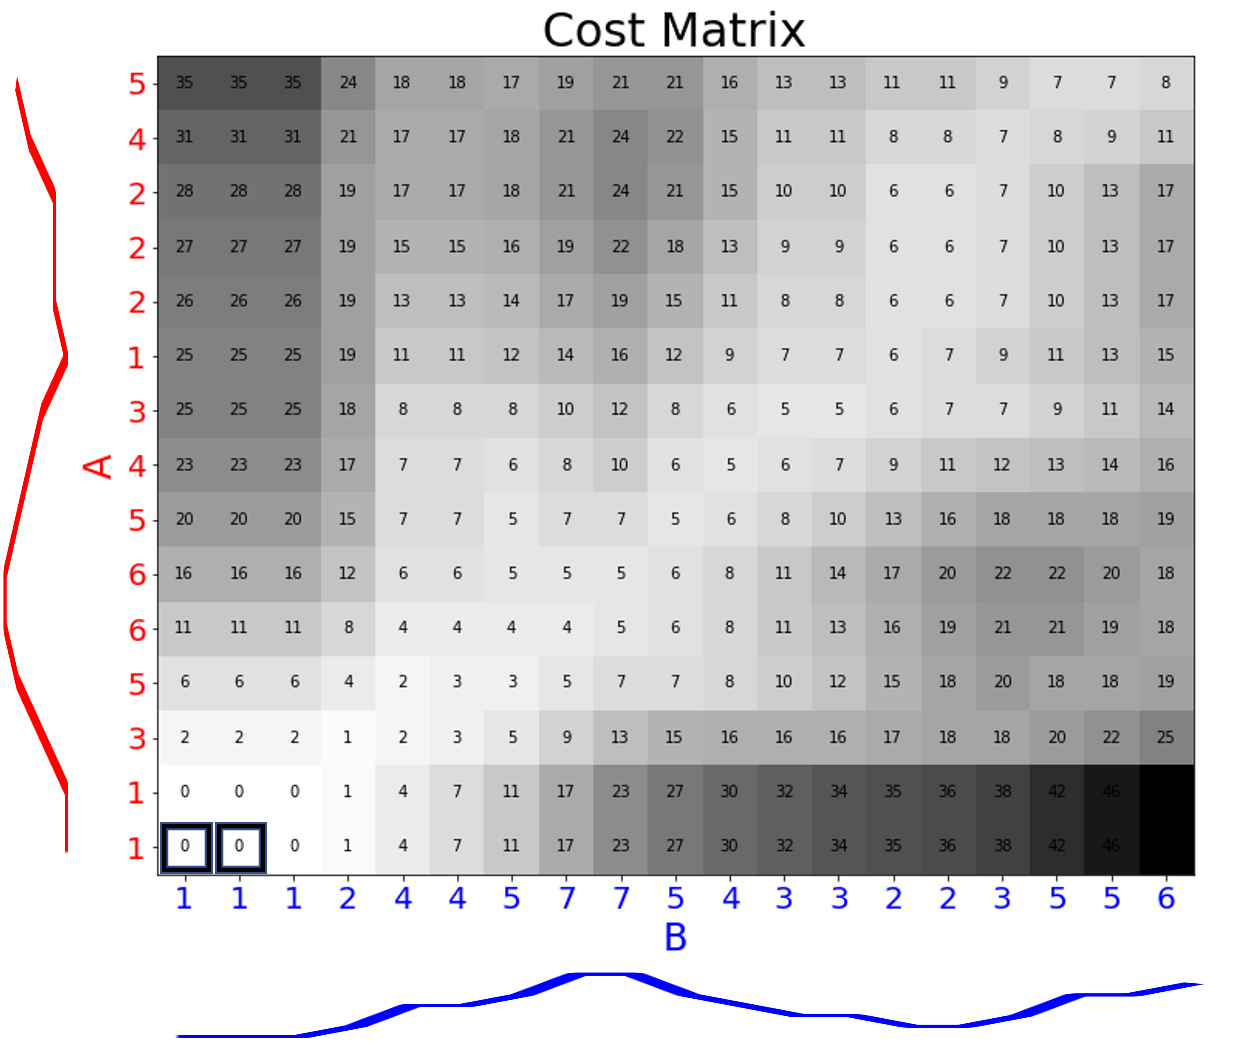 Cost Matrix
5 35 35 35 24 18 18 17 19 21 21 16 13 13 11 11 9 7 7 8
4 31 31 31 21 17 17 18 21 24 22 15 11 11 8 8 7 8 9 11
2 28 28 28 19 17 17 18 21 24 21 15 10 10 6 6 7 10 13 17
2 27 27 27 19 15 15 16 19 22 18 13 9 9 6 6 7 10 13 17
2 26 26 26 19 13 13 14 17 19 15 11 8 8 6 6 7 10 13 17
1 25 25 25 19 11 11 12 14 16 12 9 7 7 6 7 9 11 13 15
3 25 25 25 18 8 8 8 10 12 8 6 5 5 6 7 7 9 11 14
A 4 23 23 23 17 7 7 6 8 10 6 5 6 7 9 11 12 13 14 16
5 20 20 20 15 7 7 5 7 7 5 6 8 10 13 16 18 18 18 19
6 16 16 16 12 6 6 5 5 5 6 8 11 14 17 20 22 22 20 18
6 11 11 11 8 4 4 4 4 5 6 8 11 13 16 19 21 21 19 18
5 6 6 6 4 2 3 3 5 7 7 8 10 12 15 18 20 18 18 19
3 2 2 2 1 2 3 5 9 13 15 16 16 16 17 18 18 20 22 25
1 0 0 0 1 4 7 11 17 23 27 30 32 34 35 36 38 42 46
1 0 0 0 1 4 7 11 17 23 27 30 32 34 35 36 38 42 46
1 1 1 2 4 4 5 7 7 5 4 3 3 2 2 3 5 5 6
B